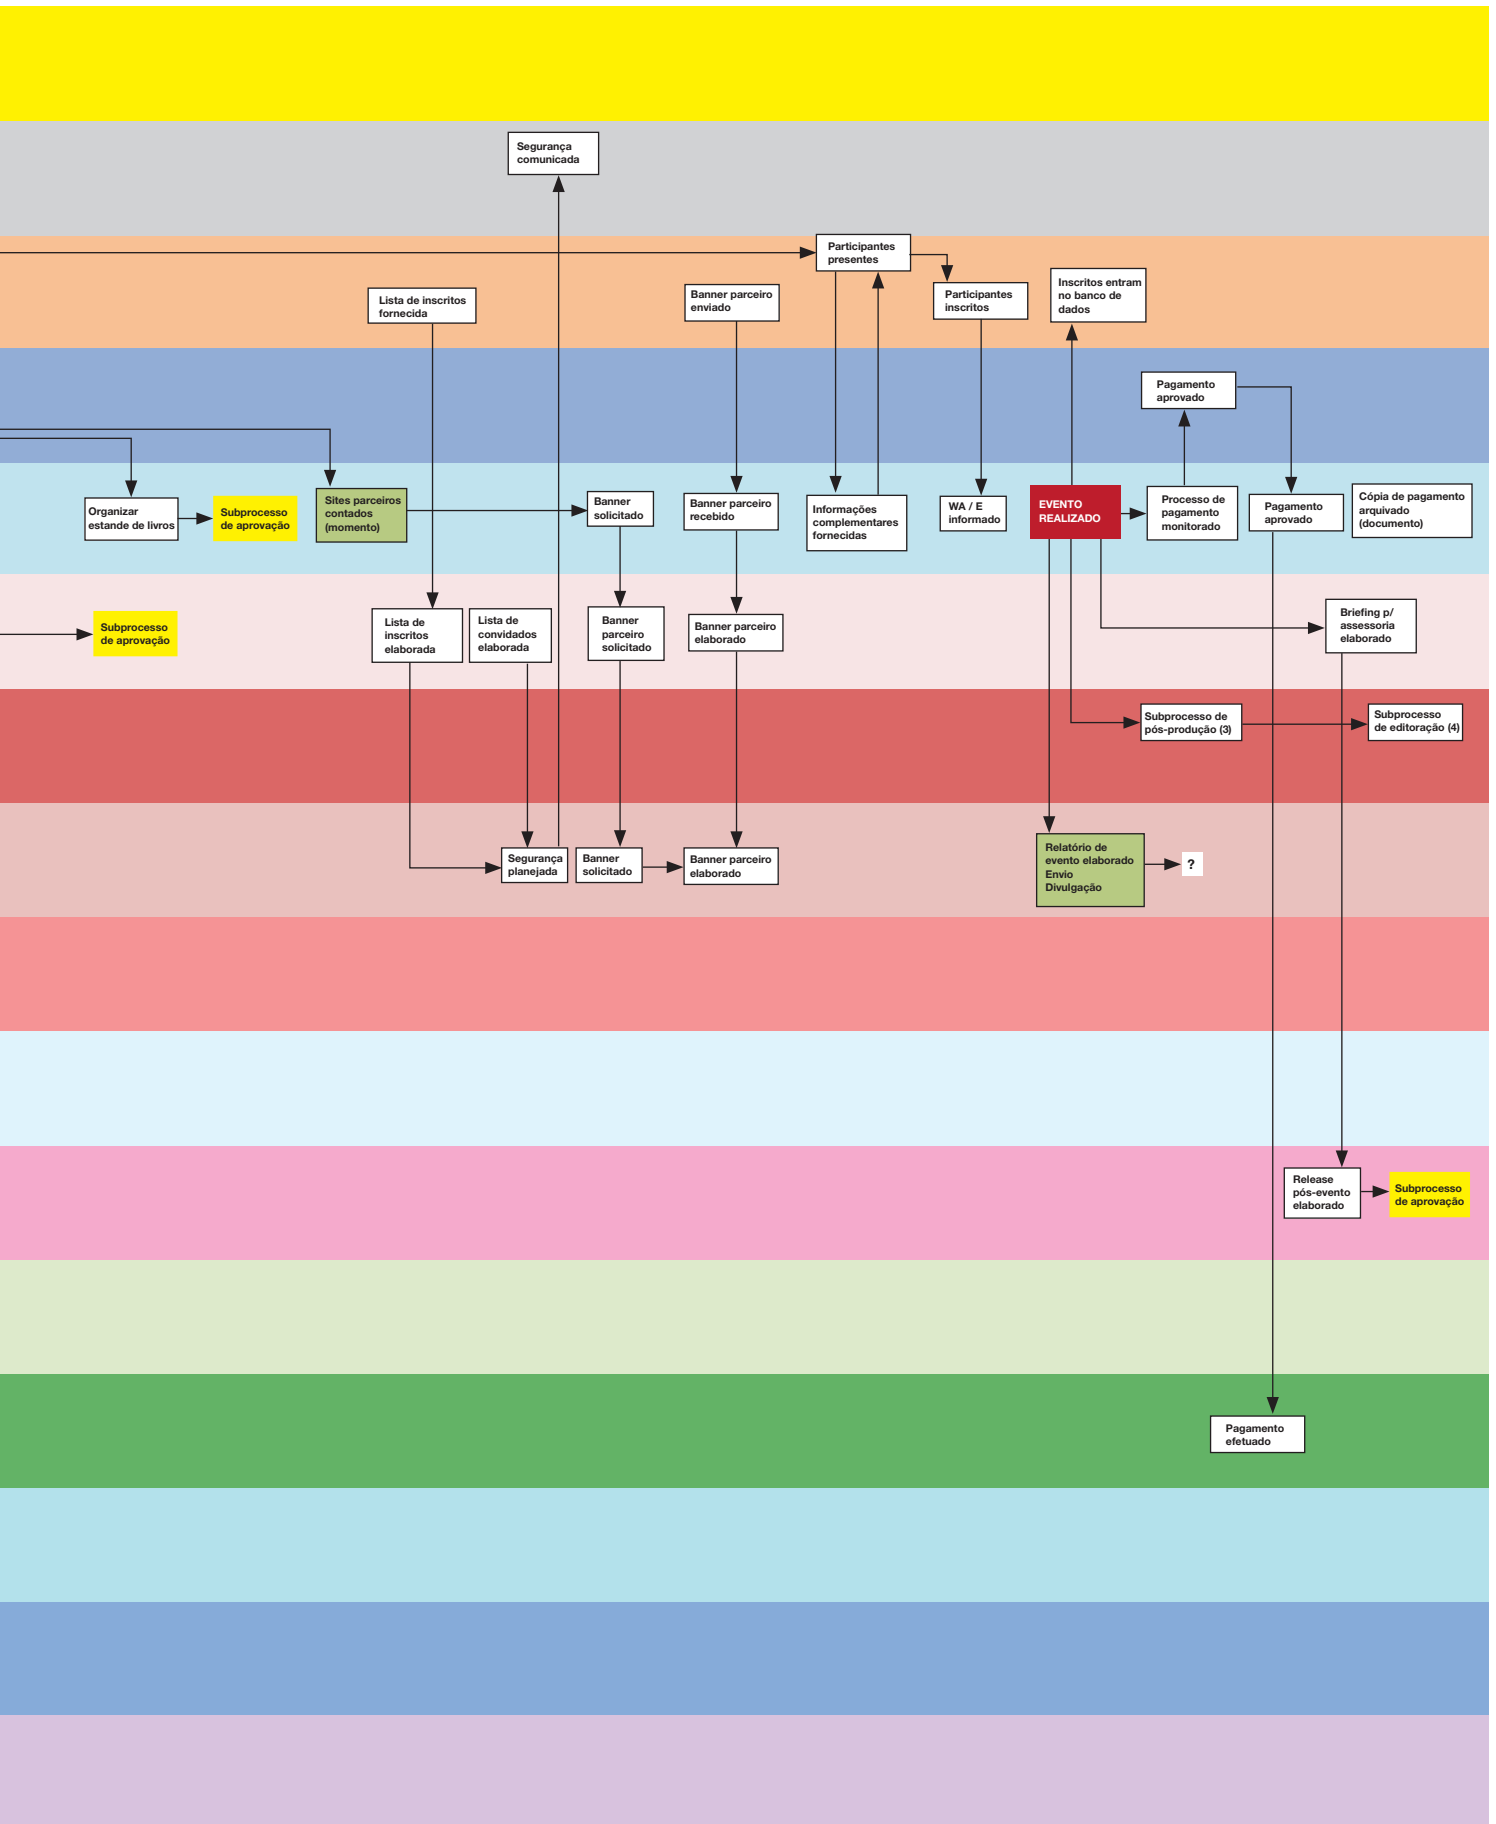 Segurança
comunicada
Participantes
presentes
Lista de inscritos
fornecida
Banner parceiro
enviado
Participantes
inscritos
Inscritos entram
no banco de
dados
Pagamento
aprovado
Organizar
estande de livros
Subprocesso
de aprovação
Sites parceiros
contados
(momento)
Banner
solicitado
Banner parceiro
recebido
Informações
complementares
fornecidas
WA / E
informado
EVENTO
REALIZADO
Processo de
pagamento
monitorado
Pagamento
aprovado
Cópia de pagamento
arquivado
(documento)
Subprocesso
de aprovação
Lista de
inscritos
elaborada
Lista de
convidados
elaborada
Banner
parceiro
solicitado
Banner parceiro
elaborado
Briefing p/
assessoria
elaborado
Subprocesso de
pós-produção (3)
Subprocesso
de editoração (4)
Segurança
planejada
Banner
solicitado
Banner parceiro
elaborado
Relatório de
evento elaborado
Envio
Divulgação
?
Release
pós-evento
elaborado
Subprocesso
de aprovação
Pagamento
efetuado